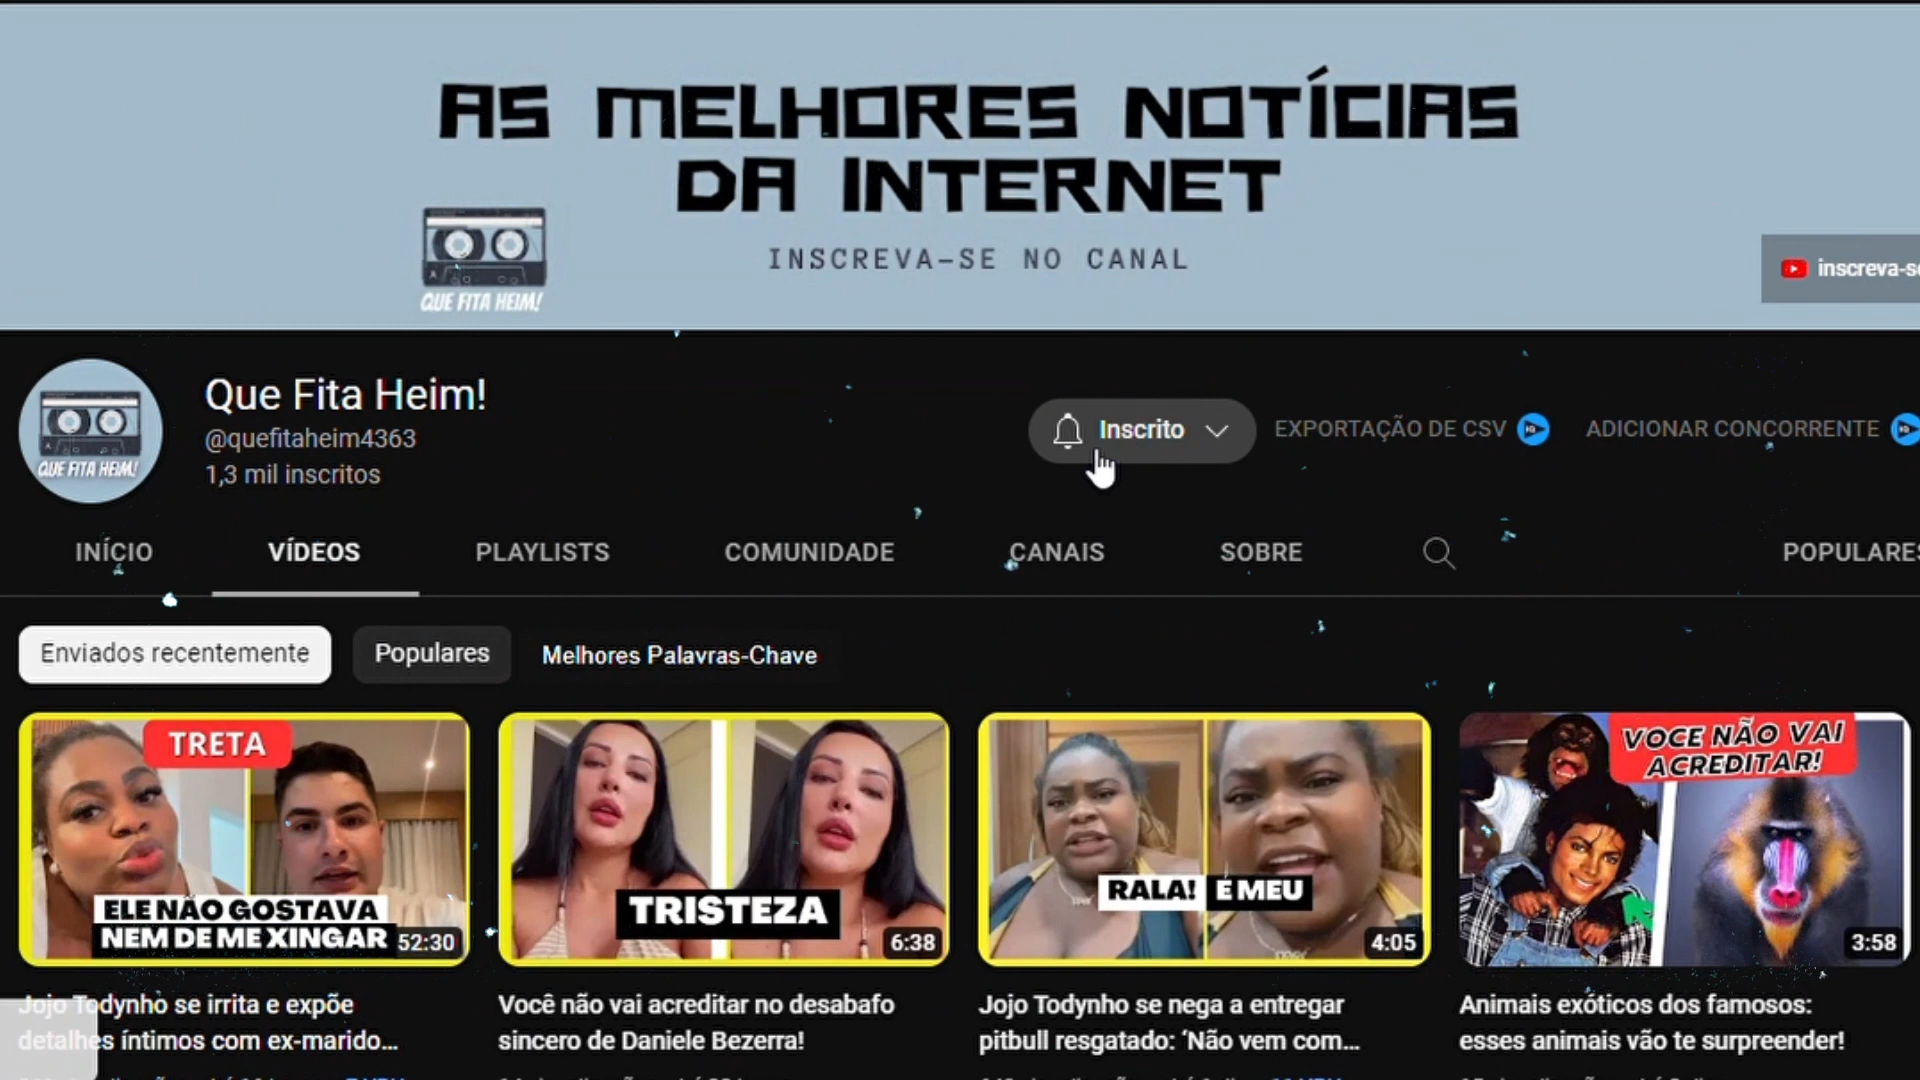 AS MELHORES NOTÍCIAS
DA INTERNET
INSCREVA-SE NO CANAL
QUE FITA HEIM!
inscreva-s
QUE FITA HEIM!
Que Fita Heim!
@quefitaheim4363
1,3 mil inscritos
Inscrito
EXPORTAÇÃO DE CSV
ADICIONAR CONCORRENTE
INÍCIO
VÍDEOS
PLAYLISTS
COMUNIDADE
CANAIS
SOBRE
POPULARES
Enviados recentemente
Populares
Melhores Palavras-Chave
TRETA
ELE NÃO GOSTAVA
NEM DE ME XINGAR
52:30
TRISTEZA
6:38
RALA! E MEU
4:05
VOCE NÃO VAI
ACREDITAR!
3:58
Jojo Todynho se irrita e expõe
detalhes íntimos com ex-marido...
Você não vai acreditar no desabafo
sincero de Daniele Bezerra!
Jojo Todynho se nega a entregar
pitbull resgatado: ‘Não vem com...
Animais exóticos dos famosos:
esses animais vão te surpreender!